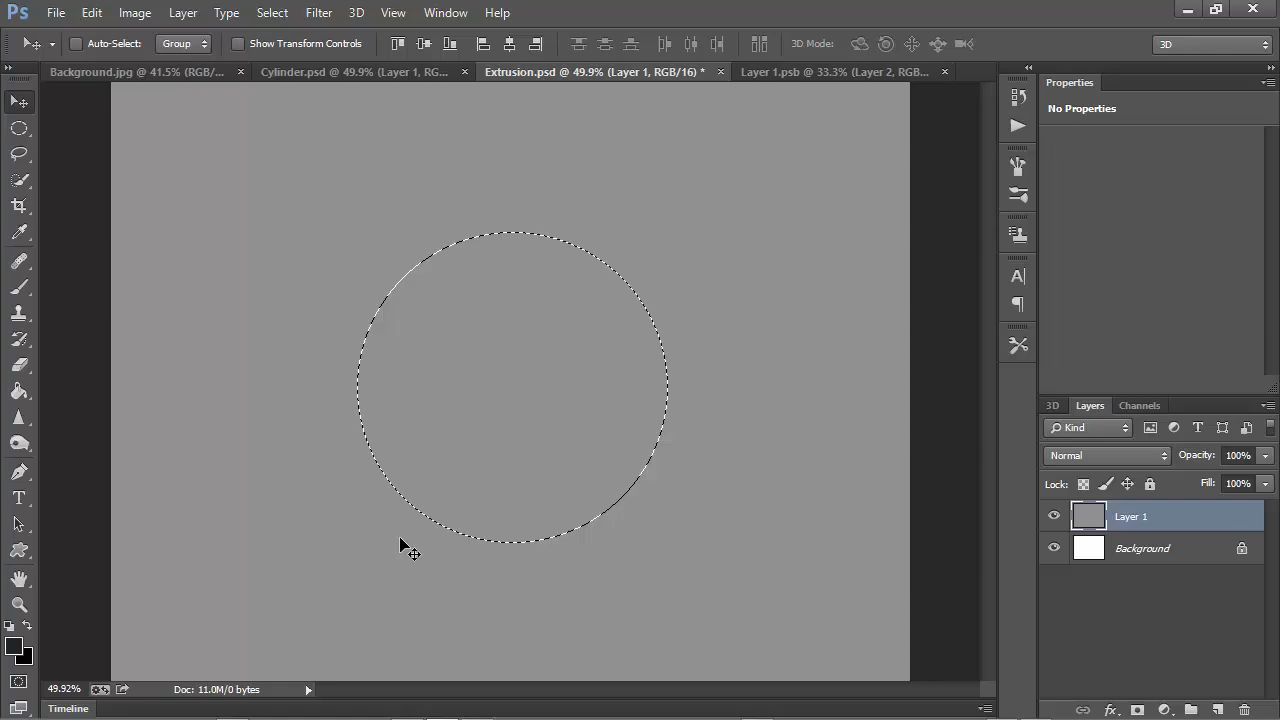 Ps File Edit Image Layer Type Select Filter 3D View Window Help
Auto-Select: Group Show Transform Controls 3D Mode: 3D
Background.jpg @ 41.5% (RGB/... × Cylinder.psd @ 49.9% (Layer 1, RG... × Extrusion.psd @ 49.9% (Layer 1, RGB/16) * × Layer 1.psb @ 33.3% (Layer 2, RGB... ×
Properties
No Properties
3D Layers Channels
Kind
Normal Opacity: 100%
Lock: Fill: 100%
Layer 1
Background
49.92% Doc: 11.0M/0 bytes
Timeline